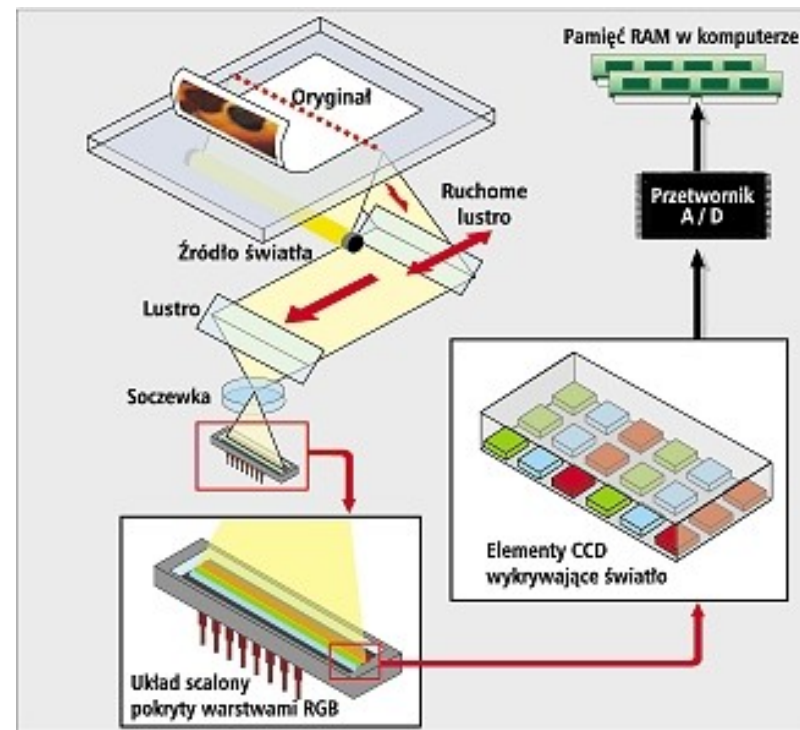 Pamięć RAM w komputerze
Oryginał
Ruchome
lustro
Przetwornik
A / D
Źródło światła
Lustro
Soczewka
Elementy CCD
wykrywające światło
Układ scalony
pokryty warstwami RGB